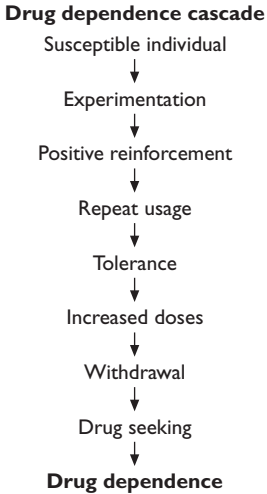 Drug dependence cascade
Susceptible individual
Experimentation
Positive reinforcement
Repeat usage
Tolerance
Increased doses
Withdrawal
Drug seeking
Drug dependence